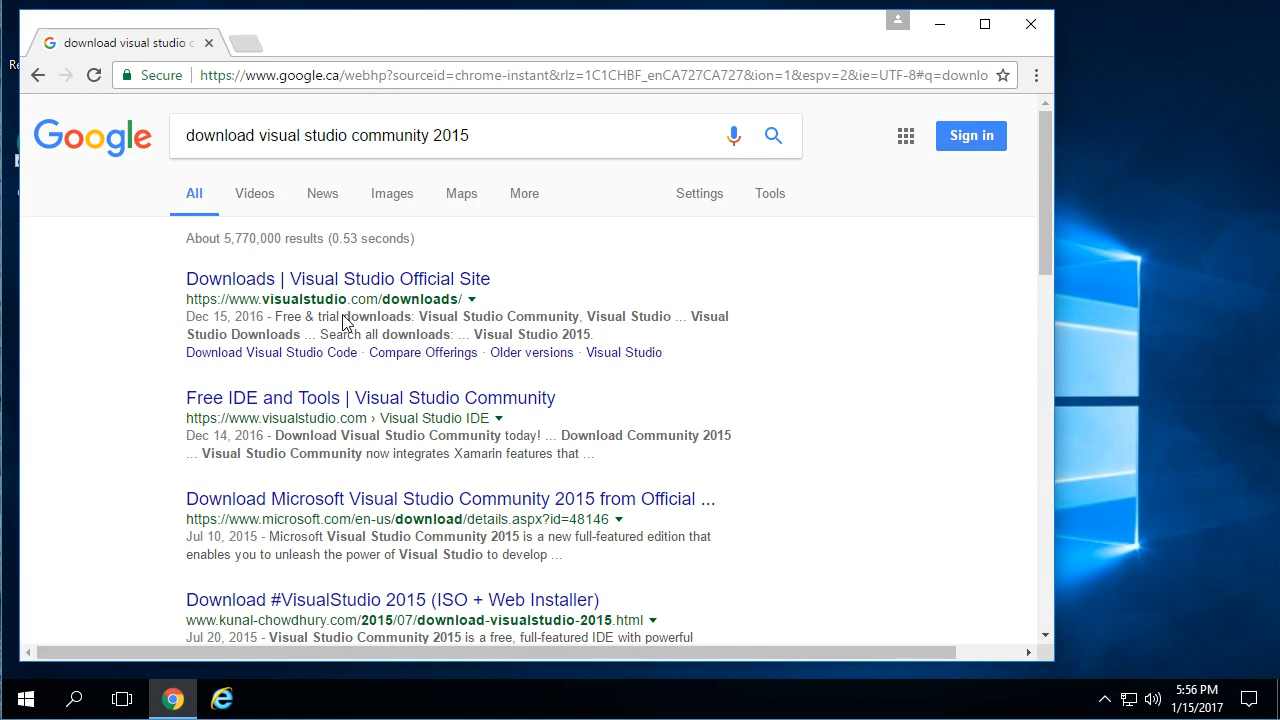 download visual studio c
Re
Secure
https://www.google.ca/webhp?sourceid=chrome-instant&rlz=1C1CHBF_enCA727CA727&ion=1&espv=2&ie=UTF-8#q=downlo
Google
download visual studio community 2015
Sign in
All Videos News Images Maps More Settings Tools
About 5,770,000 results (0.53 seconds)
Downloads | Visual Studio Official Site
https://www.visualstudio.com/downloads/
Dec 15, 2016 - Free & trial downloads: Visual Studio Community, Visual Studio ... Visual
Studio Downloads ... Search all downloads: ... Visual Studio 2015.
Download Visual Studio Code · Compare Offerings · Older versions · Visual Studio
Free IDE and Tools | Visual Studio Community
https://www.visualstudio.com › Visual Studio IDE
Dec 14, 2016 - Download Visual Studio Community today! ... Download Community 2015
... Visual Studio Community now integrates Xamarin features that ...
Download Microsoft Visual Studio Community 2015 from Official ...
https://www.microsoft.com/en-us/download/details.aspx?id=48146
Jul 10, 2015 - Microsoft Visual Studio Community 2015 is a new full-featured edition that
enables you to unleash the power of Visual Studio to develop ...
Download #VisualStudio 2015 (ISO + Web Installer)
www.kunal-chowdhury.com/2015/07/download-visualstudio-2015.html
Jul 20, 2015 - Visual Studio Community 2015 is a free, full-featured IDE with powerful
5:56 PM
1/15/2017